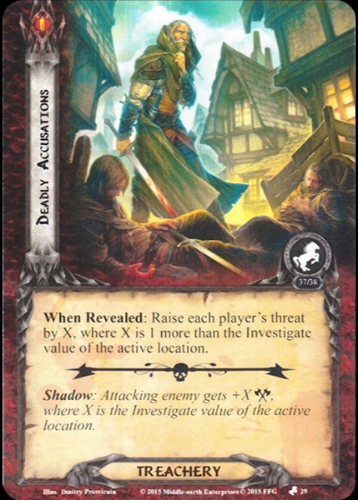 DEADLY ACCUSATIONS
37/38
When Revealed: Raise each player's threat
by X, where X is 1 more than the Investigate
value of the active location.
Shadow: Attacking enemy gets +X
where X is the Investigate value of the active
location.
TREACHERY
Illus. Dmitry Prosvirnin
© 2015 Middle-earth Enterprises © 2015 FFG
29